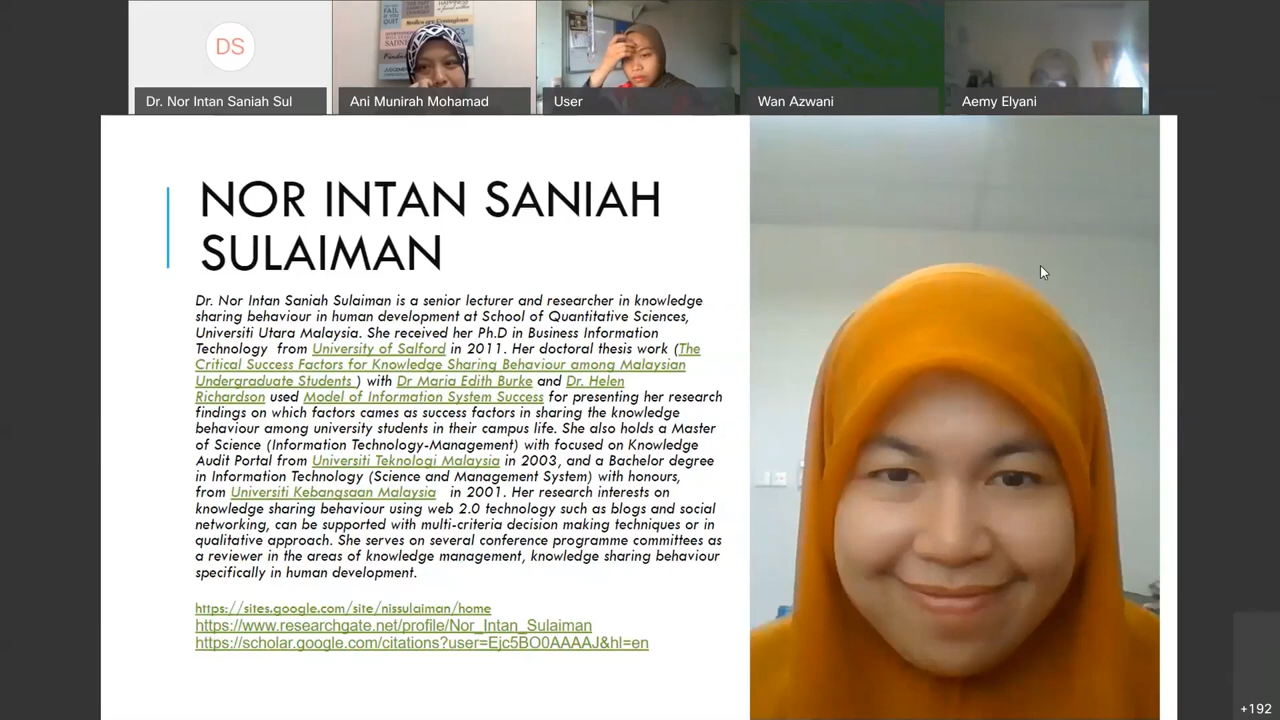 DS
Dr. Nor Intan Saniah Sul
Ani Munirah Mohamad
User
Wan Azwani
Aemy Elyani
NOR INTAN SANIAH
SULAIMAN
Dr. Nor Intan Saniah Sulaiman is a senior lecturer and researcher in knowledge
sharing behaviour in human development at School of Quantitative Sciences,
Universiti Utara Malaysia. She received her Ph.D in Business Information
Technology from University of Salford in 2011. Her doctoral thesis work (The
Critical Success Factors for Knowledge Sharing Behaviour among Malaysian
Undergraduate Students ) with Dr Maria Edith Burke and Dr. Helen
Richardson used Model of Information System Success for presenting her research
findings on which factors cames as success factors in sharing the knowledge
behaviour among university students in their campus life. She also holds a Master
of Science (Information Technology-Management) with focused on Knowledge
Audit Portal from Universiti Teknologi Malaysia in 2003, and a Bachelor degree
in Information Technology (Science and Management System) with honours,
from Universiti Kebangsaan Malaysia in 2001. Her research interests on
knowledge sharing behaviour using web 2.0 technology such as blogs and social
networking, can be supported with multi-criteria decision making techniques or in
qualitative approach. She serves on several conference programme committees as
a reviewer in the areas of knowledge management, knowledge sharing behaviour
specifically in human development.
https://sites.google.com/site/nissulaiman/home
https://www.researchgate.net/profile/Nor_Intan_Sulaiman
https://scholar.google.com/citations?user=Ejc5BO0AAAAJ&hl=en
+192